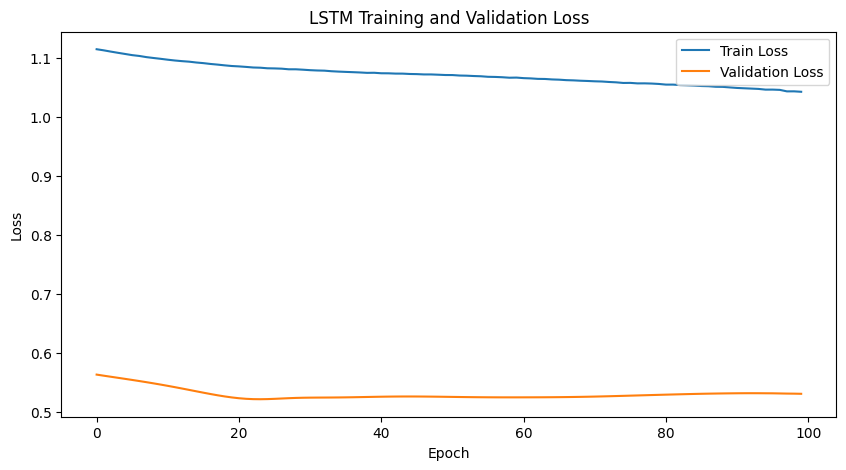 LSTM Training and Validation Loss
Train Loss
Validation Loss
1.1
1.0
0.9
0.8
0.7
0.6
0.5
Loss
0
20
40
60
80
100
Epoch